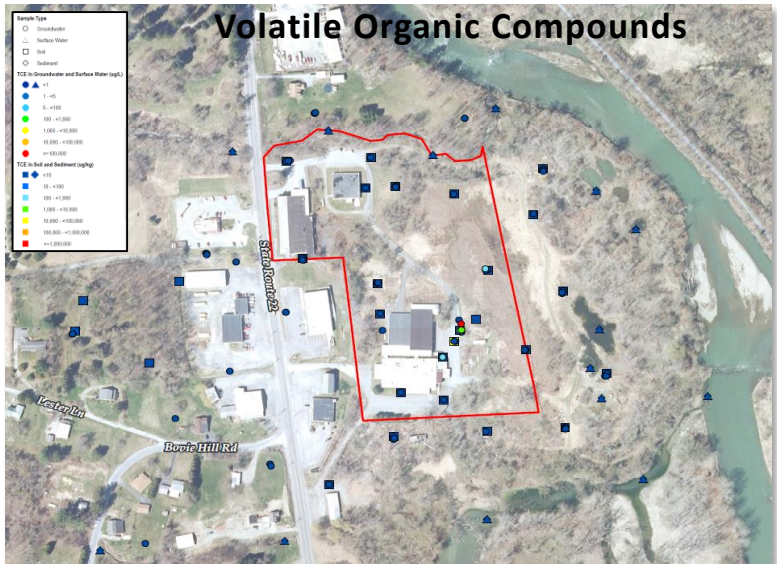 Volatile Organic Compounds
Sample Type
Groundwater
Surface Water
Soil
Sediment
TCE in Groundwater and Surface Water (ug/L)
<1
1 - <5
5 - <100
100 - <1,000
1,000 - <10,000
10,000 - <100,000
>=100,000
TCE in Soil and Sediment (ug/kg)
<10
10 - <100
100 - <1,000
1,000 - <10,000
10,000 - <100,000
100,000 - <1,000,000
>=1,000,000
State Route 22
Lester Ln
Bovie Hill Rd